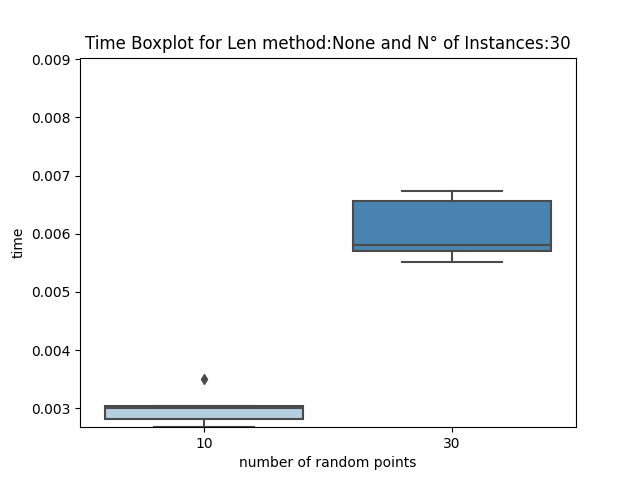 Time Boxplot for Len method:None and N° of Instances:30
0.009
0.008
0.007
0.006
0.005
0.004
0.003
time
10 30
number of random points